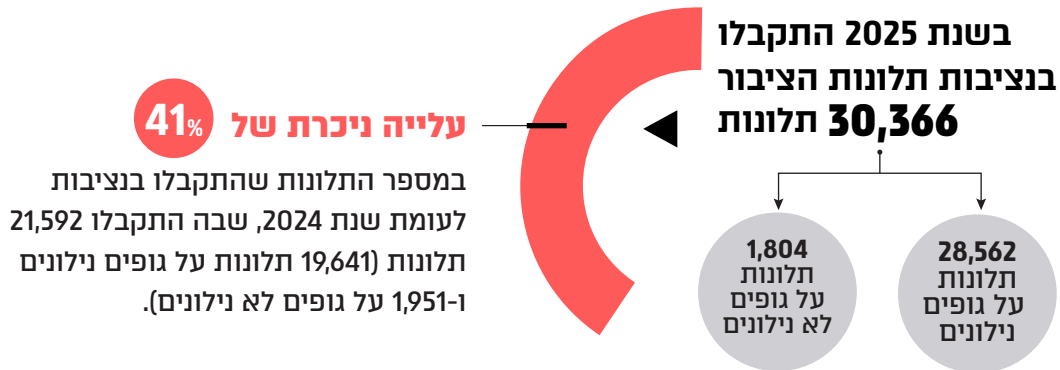 בשנת 2025 התקבלו
בנציבות תלונות הציבור
30,366 תלונות
28,562
תלונות
על גופים
נילונים
1,804
תלונות
על גופים
לא נילונים
עלייה ניכרת של 41%
במספר התלונות שהתקבלו בנציבות
לעומת שנת 2024, שבה התקבלו 21,592
תלונות (19,641 תלונות על גופים נילונים
ו-1,951 על גופים לא נילונים).